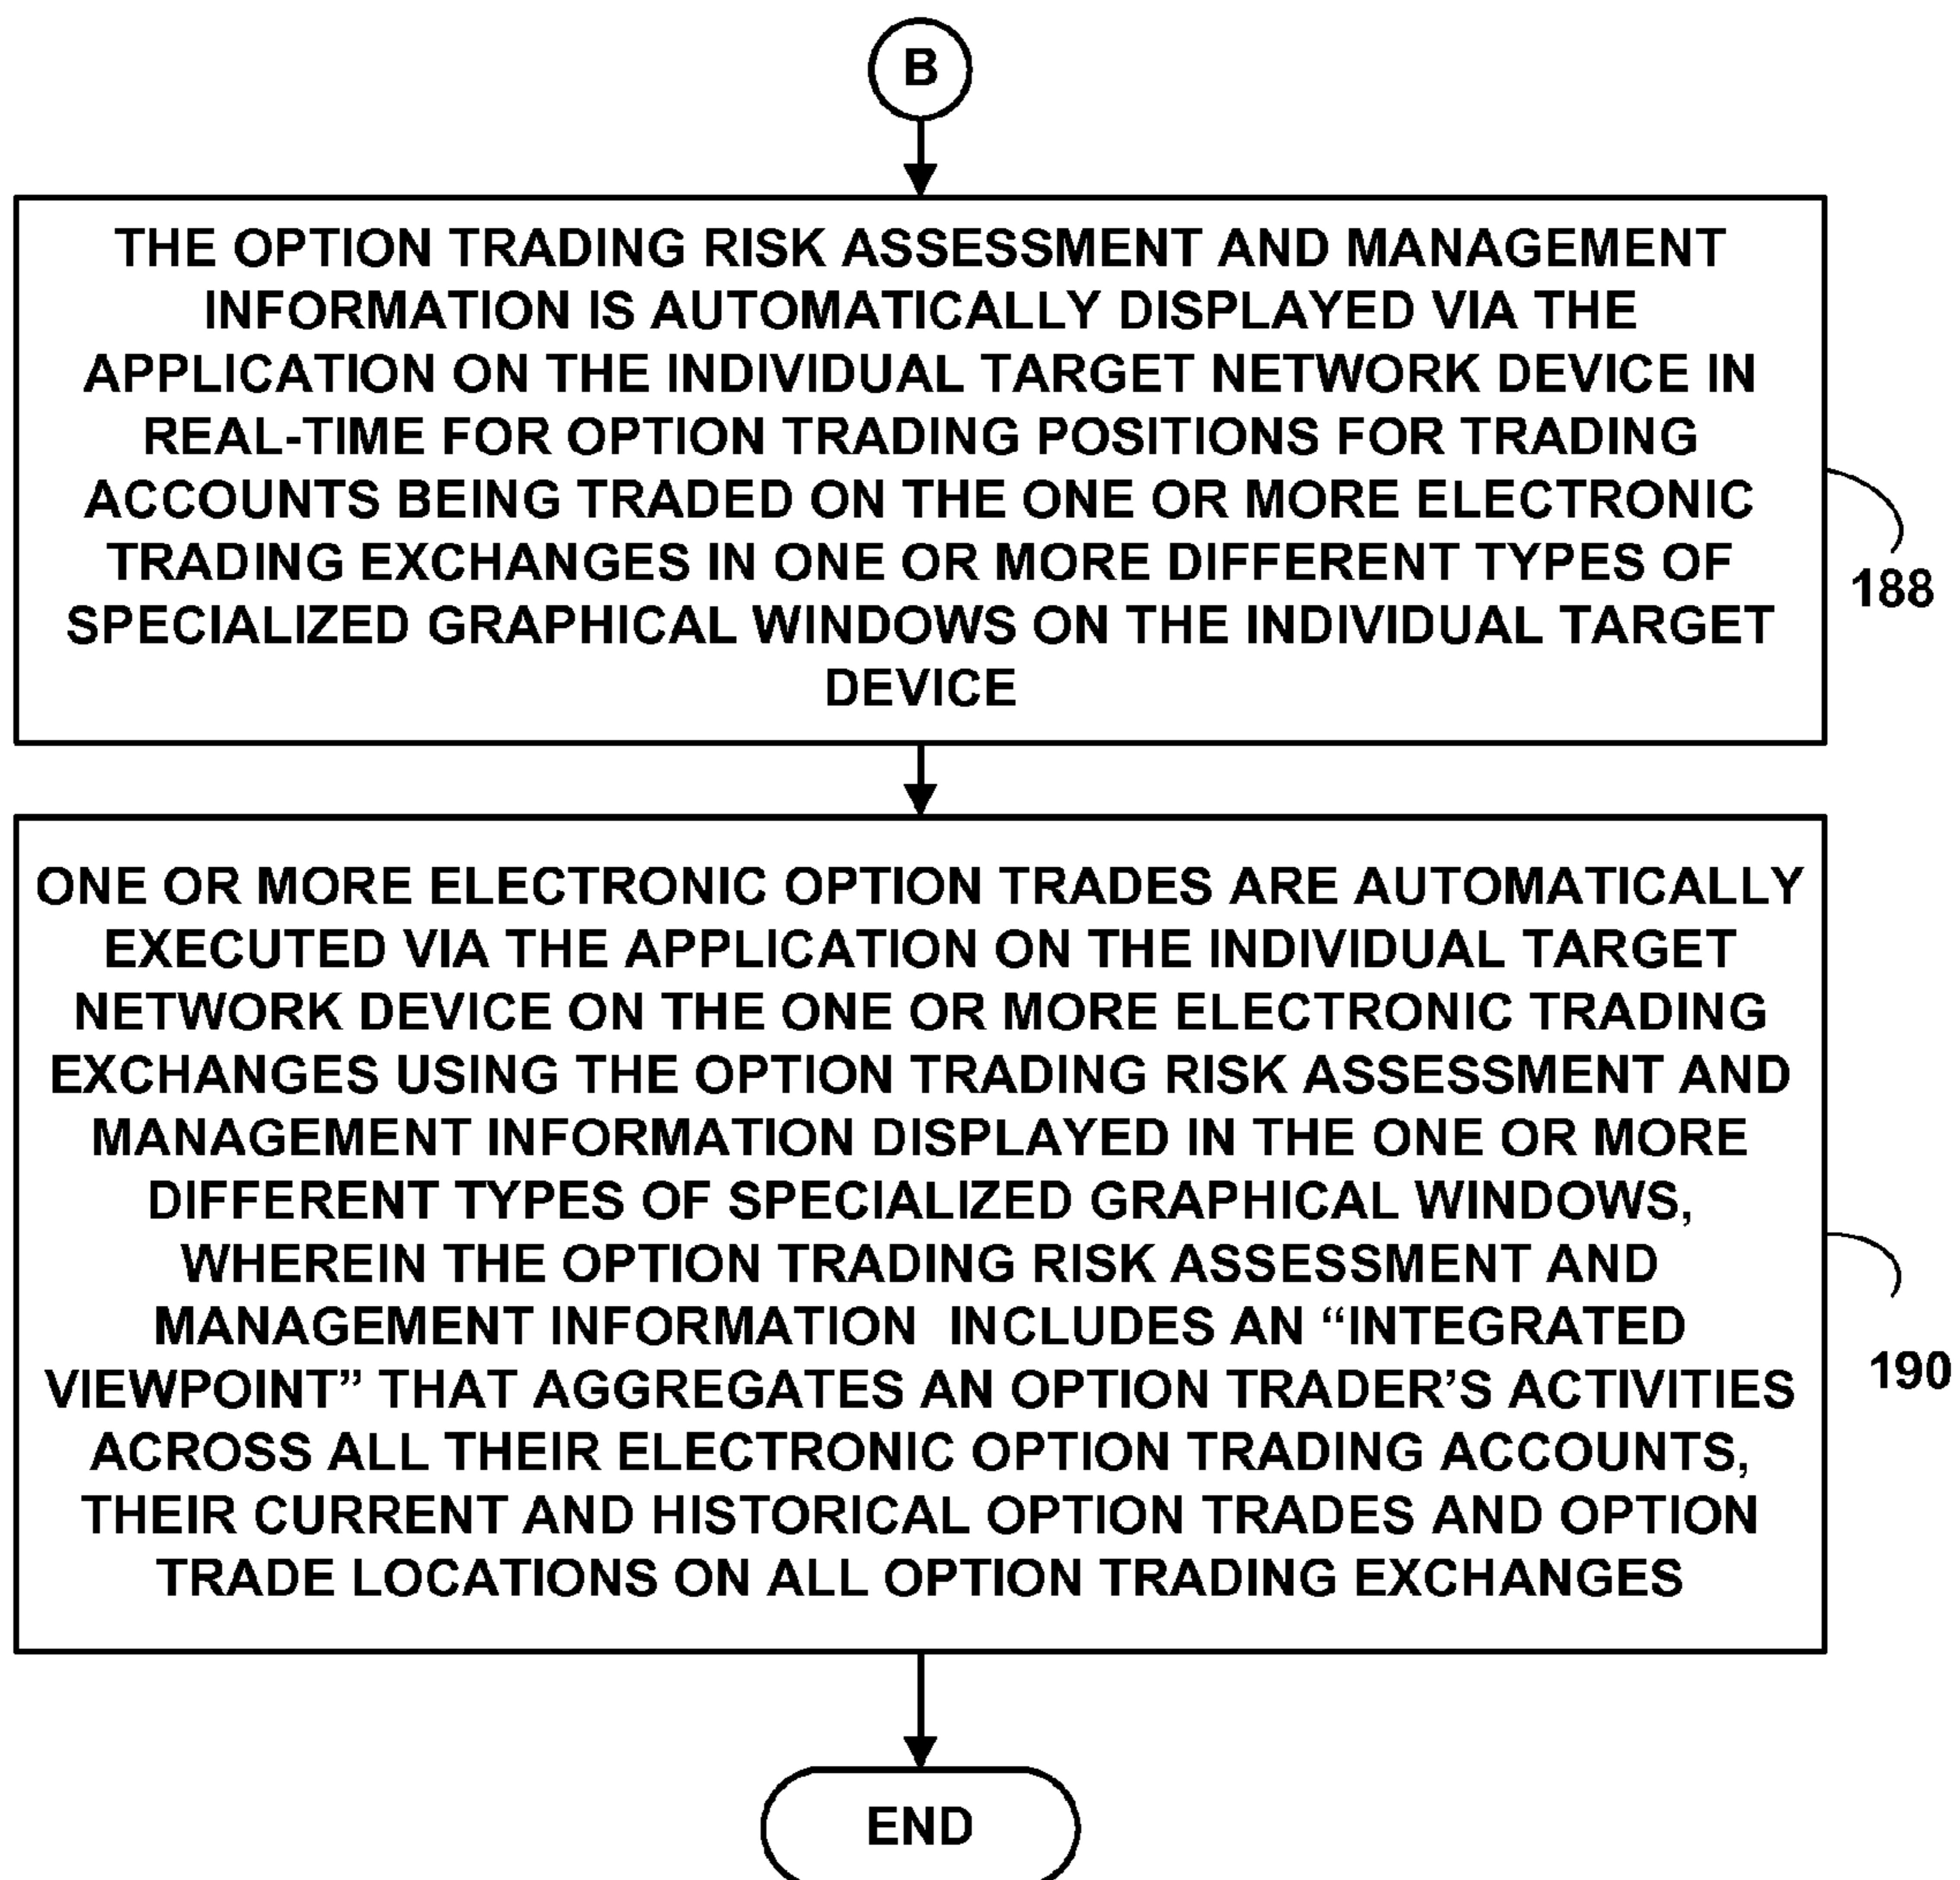 B
THE OPTION TRADING RISK ASSESSMENT AND MANAGEMENT
INFORMATION IS AUTOMATICALLY DISPLAYED VIA THE
APPLICATION ON THE INDIVIDUAL TARGET NETWORK DEVICE IN
REAL-TIME FOR OPTION TRADING POSITIONS FOR TRADING
ACCOUNTS BEING TRADED ON THE ONE OR MORE ELECTRONIC
TRADING EXCHANGES IN ONE OR MORE DIFFERENT TYPES OF
SPECIALIZED GRAPHICAL WINDOWS ON THE INDIVIDUAL TARGET
DEVICE
188
ONE OR MORE ELECTRONIC OPTION TRADES ARE AUTOMATICALLY
EXECUTED VIA THE APPLICATION ON THE INDIVIDUAL TARGET
NETWORK DEVICE ON THE ONE OR MORE ELECTRONIC TRADING
EXCHANGES USING THE OPTION TRADING RISK ASSESSMENT AND
MANAGEMENT INFORMATION DISPLAYED IN THE ONE OR MORE
DIFFERENT TYPES OF SPECIALIZED GRAPHICAL WINDOWS,
WHEREIN THE OPTION TRADING RISK ASSESSMENT AND
MANAGEMENT INFORMATION  INCLUDES AN “INTEGRATED
VIEWPOINT” THAT AGGREGATES AN OPTION TRADER’S ACTIVITIES
ACROSS ALL THEIR ELECTRONIC OPTION TRADING ACCOUNTS,
THEIR CURRENT AND HISTORICAL OPTION TRADES AND OPTION
TRADE LOCATIONS ON ALL OPTION TRADING EXCHANGES
190
END